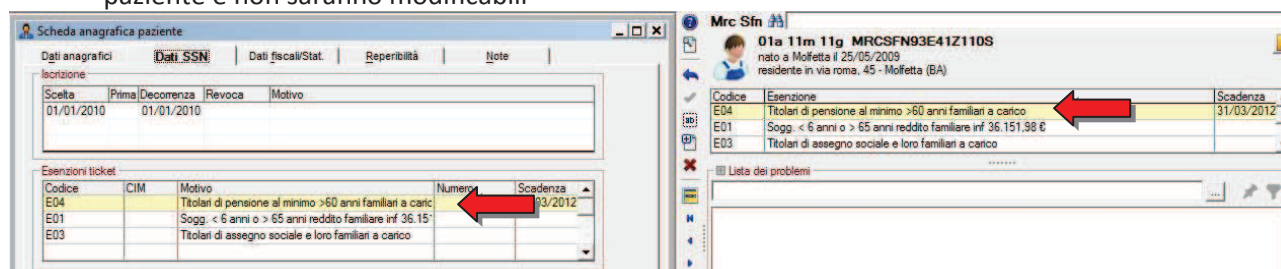 paziente e non saranno modificabili
Scheda anagrafica paziente
Dati anagrafici Dati SSN Dati fiscali/Stat. Reperibilità Note
Iscrizione
Scelta Prima Decorrenza Revoca Motivo
01/01/2010 01/01/2010
Esenzioni ticket
Codice CIM Motivo Numero Scadenza
E04 Titolari di pensione al minimo >60 anni familiari a caric 03/2012
E01 Sogg. < 6 anni o > 65 anni reddito familiare inf 36.15
E03 Titolari di assegno sociale e loro familiari a carico
Mrc Sfn
01a 11m 11g MRCSFN93E41Z110S
nato a Molfetta il 25/05/2009
residente in via roma, 45 - Molfetta (BA)
Codice Esenzione Scadenza
E04 Titolari di pensione al minimo >60 anni familiari a carico 31/03/2012
E01 Sogg. < 6 anni o > 65 anni reddito familiare inf 36.151,98 €
E03 Titolari di assegno sociale e loro familiari a carico
Lista dei problemi
...